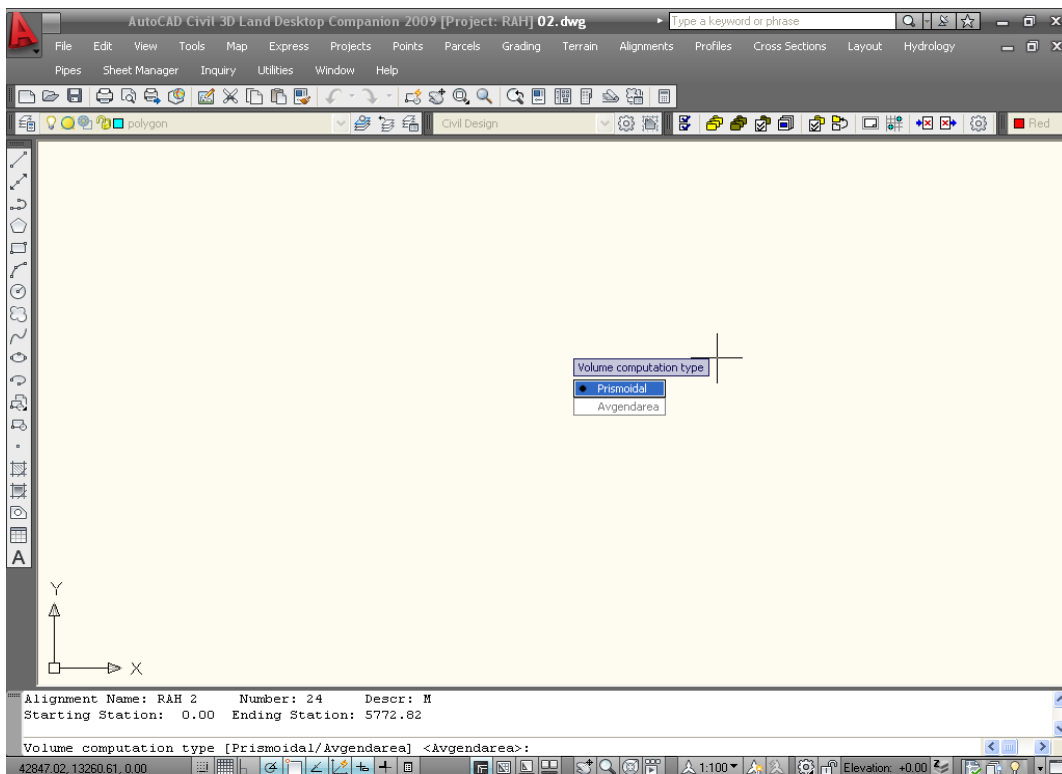 AutoCAD Civil 3D Land Desktop Companion 2009 [Project: RAH] 02.dwg
Type a keyword or phrase
File Edit View Tools Map Express Projects Points Parcels Grading Terrain Alignments Profiles Cross Sections Layout Hydrology
Pipes Sheet Manager Inquiry Utilities Window Help
polygon
Civil Design
Red
Volume computation type
Prismoidal
Avgendarea
A
Y
X
Alignment Name: RAH 2 Number: 24 Descr: M
Starting Station: 0.00 Ending Station: 5772.82
Volume computation type [Prismoidal/Avgendarea] <Avgendarea>:
42847.02, 13260.61, 0.00
1:100
Elevation: +0.00